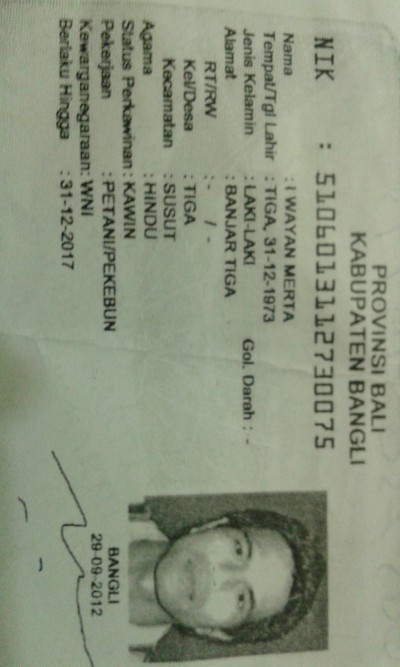 PROVINSI BALI
KABUPATEN BANGLI
NIK : 5106013112730075
Nama : I WAYAN MERTA
Tempat/Tgl Lahir : TIGA, 31-12-1973
Jenis Kelamin : LAKI-LAKI Gol. Darah : -
Alamat : BANJAR TIGA
RT/RW : - / -
Kel/Desa : TIGA
Kecamatan : SUSUT
Agama : HINDU
Status Perkawinan : KAWIN
Pekerjaan : PETANI/PEKEBUN
Kewarganegaraan: WNI
Berlaku Hingga : 31-12-2017
BANGLI
29-09-2012